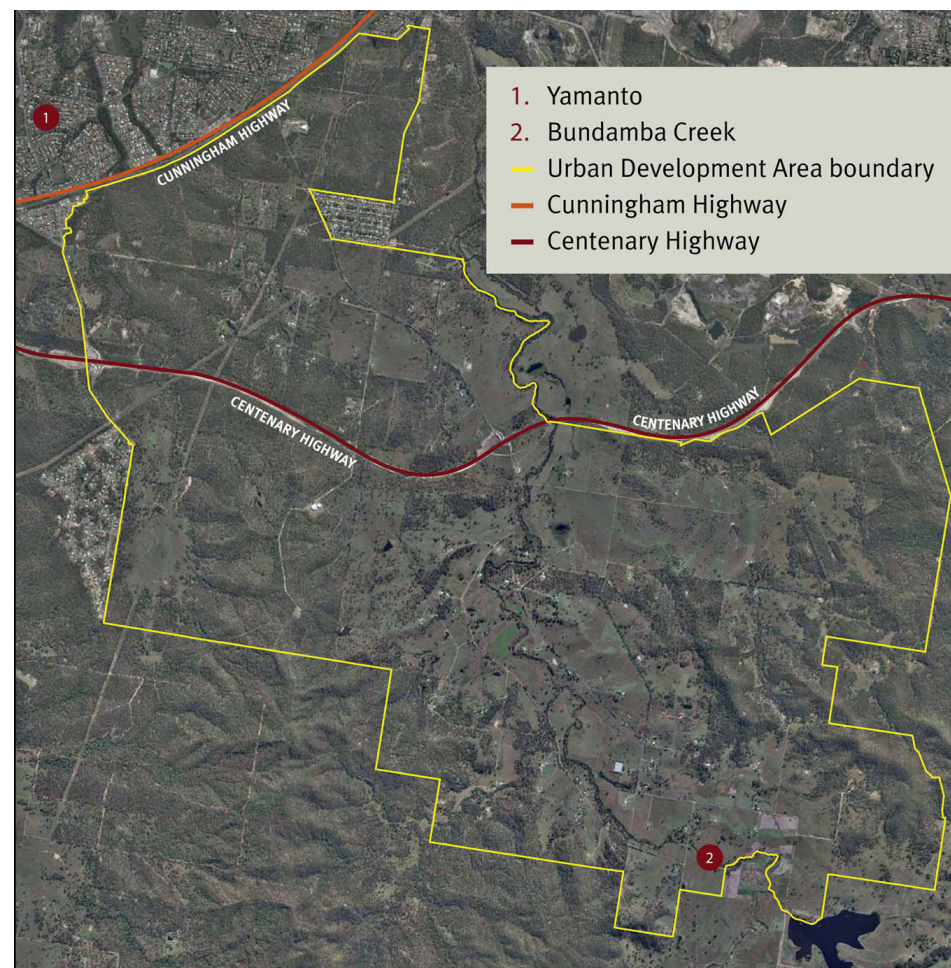 1. Yamanto
2. Bundamba Creek
Urban Development Area boundary
Cunningham Highway
Centenary Highway
1
CUNNINGHAM HIGHWAY
CENTENARY HIGHWAY
CENTENARY HIGHWAY
2